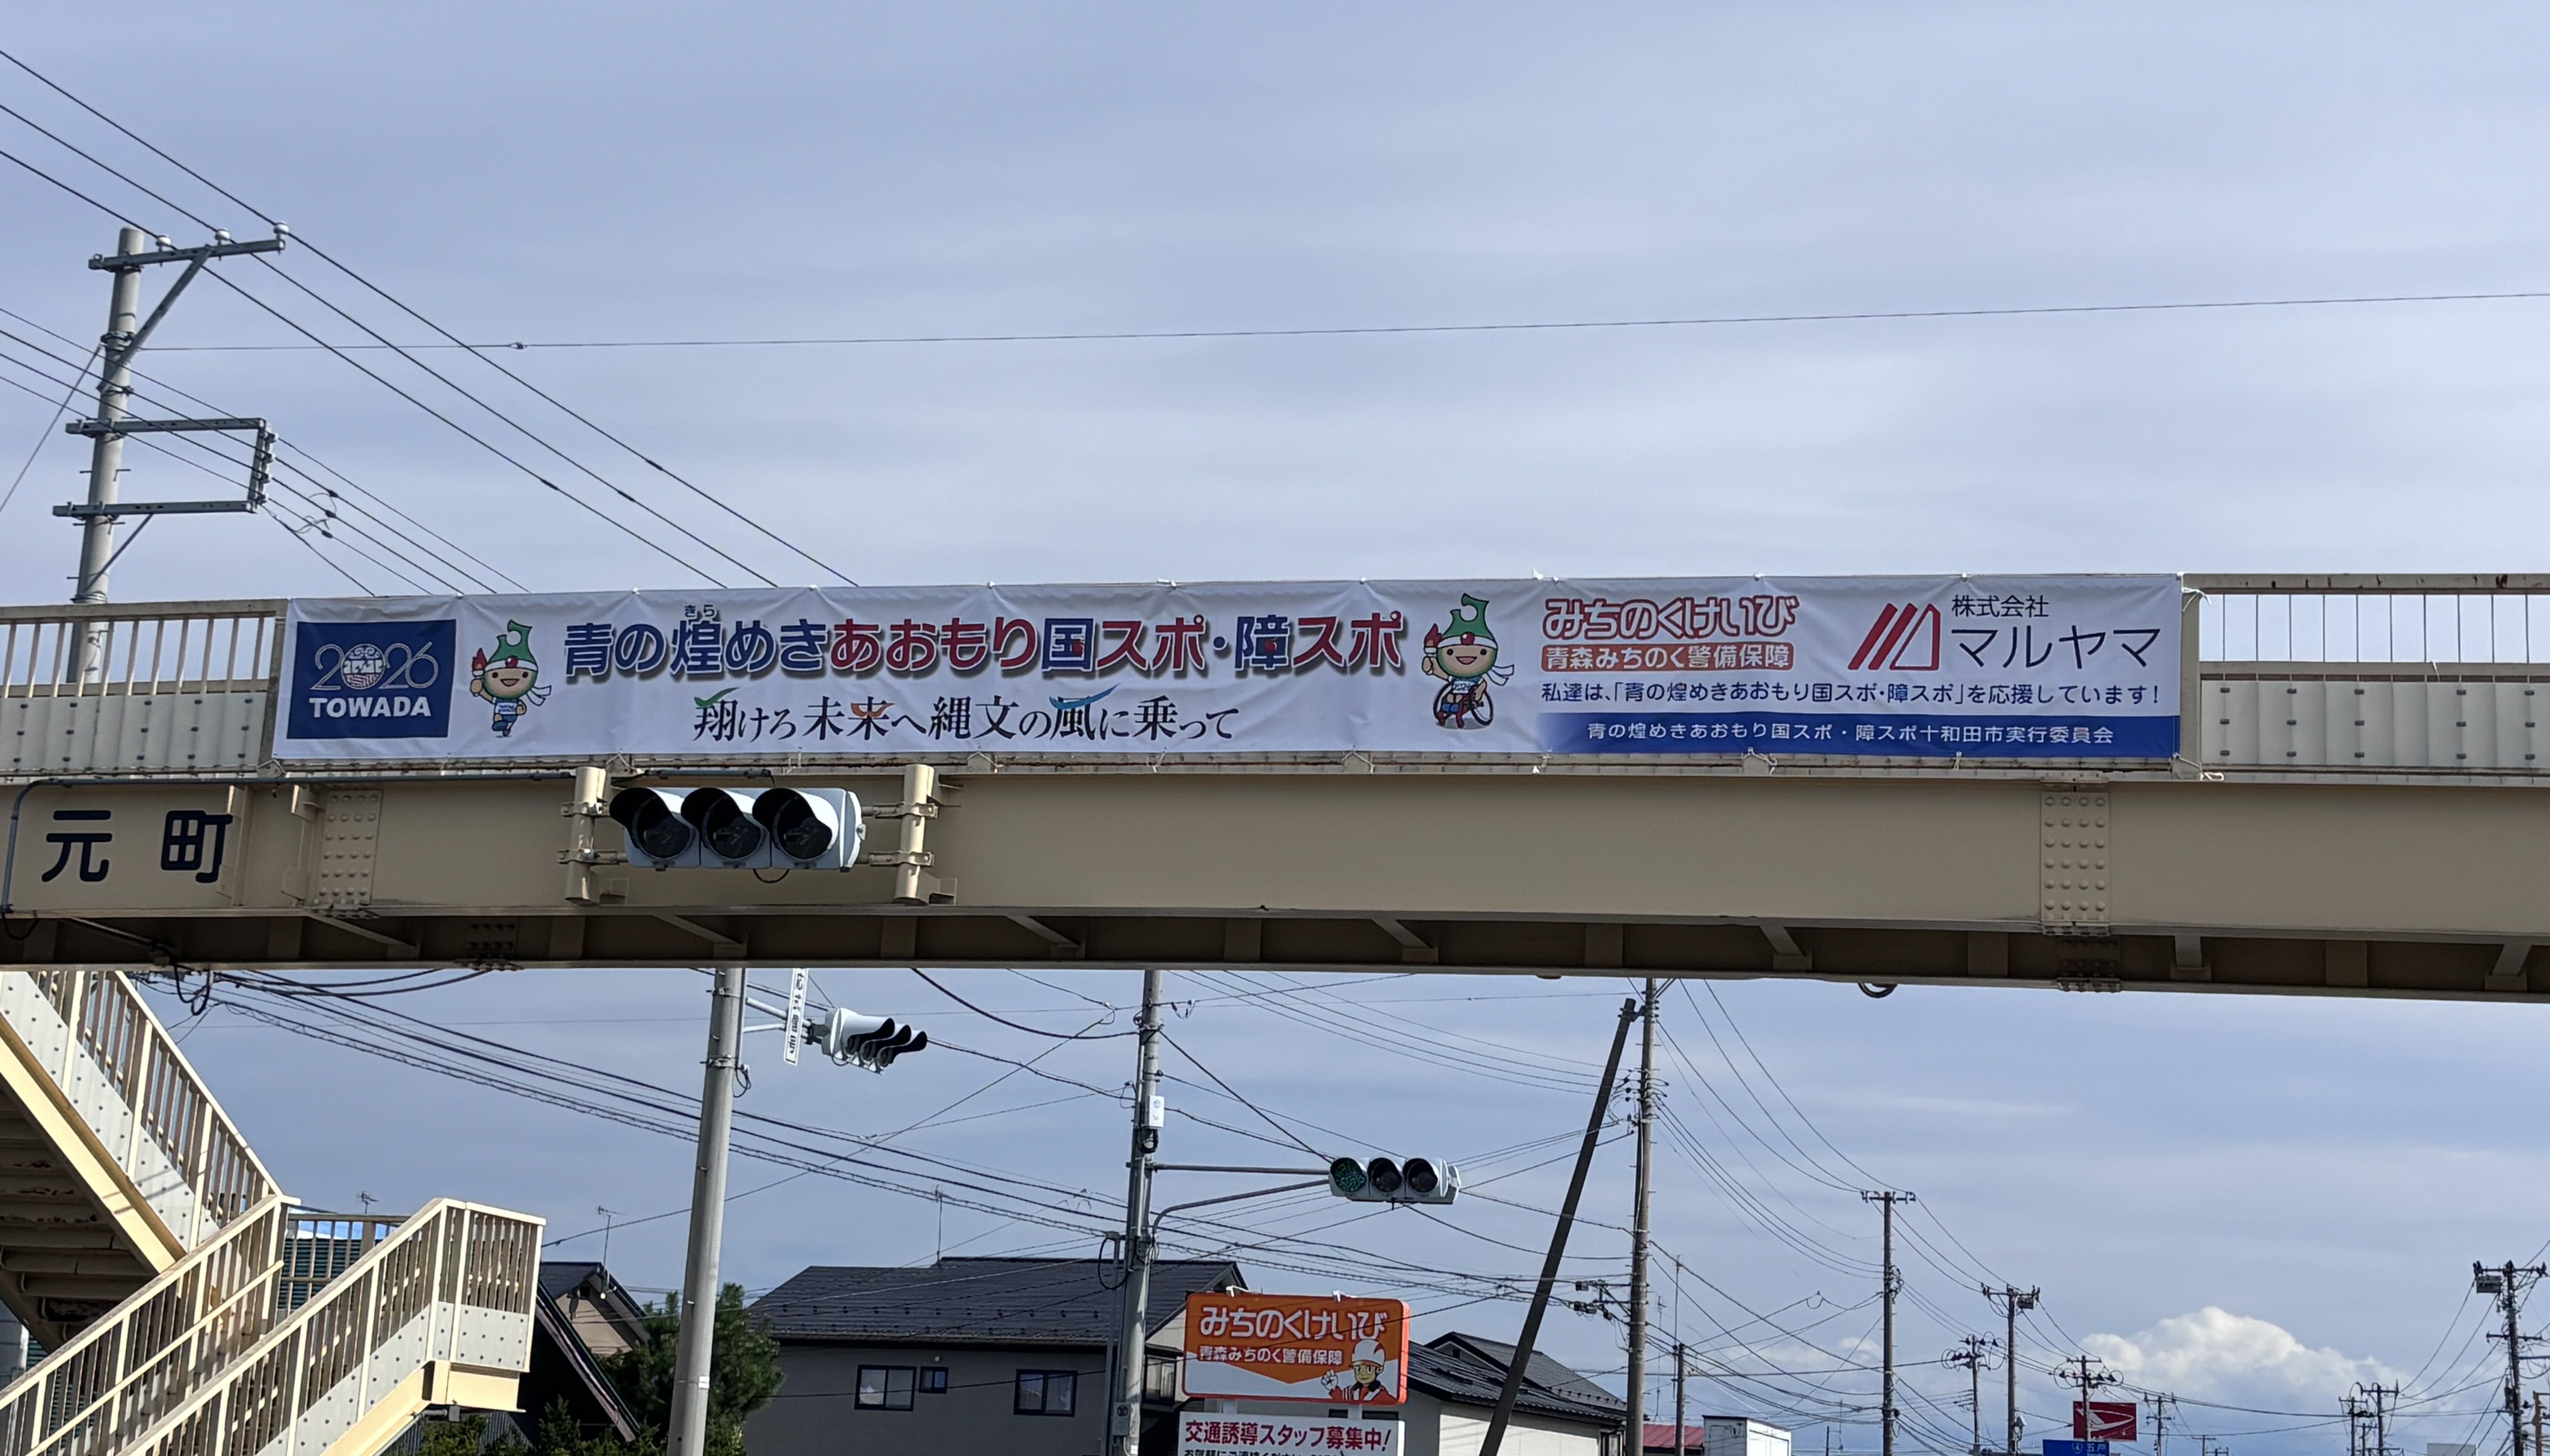 2026
TOWADA
きら
青の煌めきあおもり国スポ・障スポ
翔けろ未来へ縄文の風に乗って
みちのくけいび
青森みちのく警備保障
株式会社
マルヤマ
私達は、「青の煌めきあおもり国スポ・障スポ」を応援しています!
青の煌めきあおもり国スポ・障スポ十和田市実行委員会
元町
みちのくけいび
青森みちのく警備保障
交通誘導スタッフ募集中!
④五戸